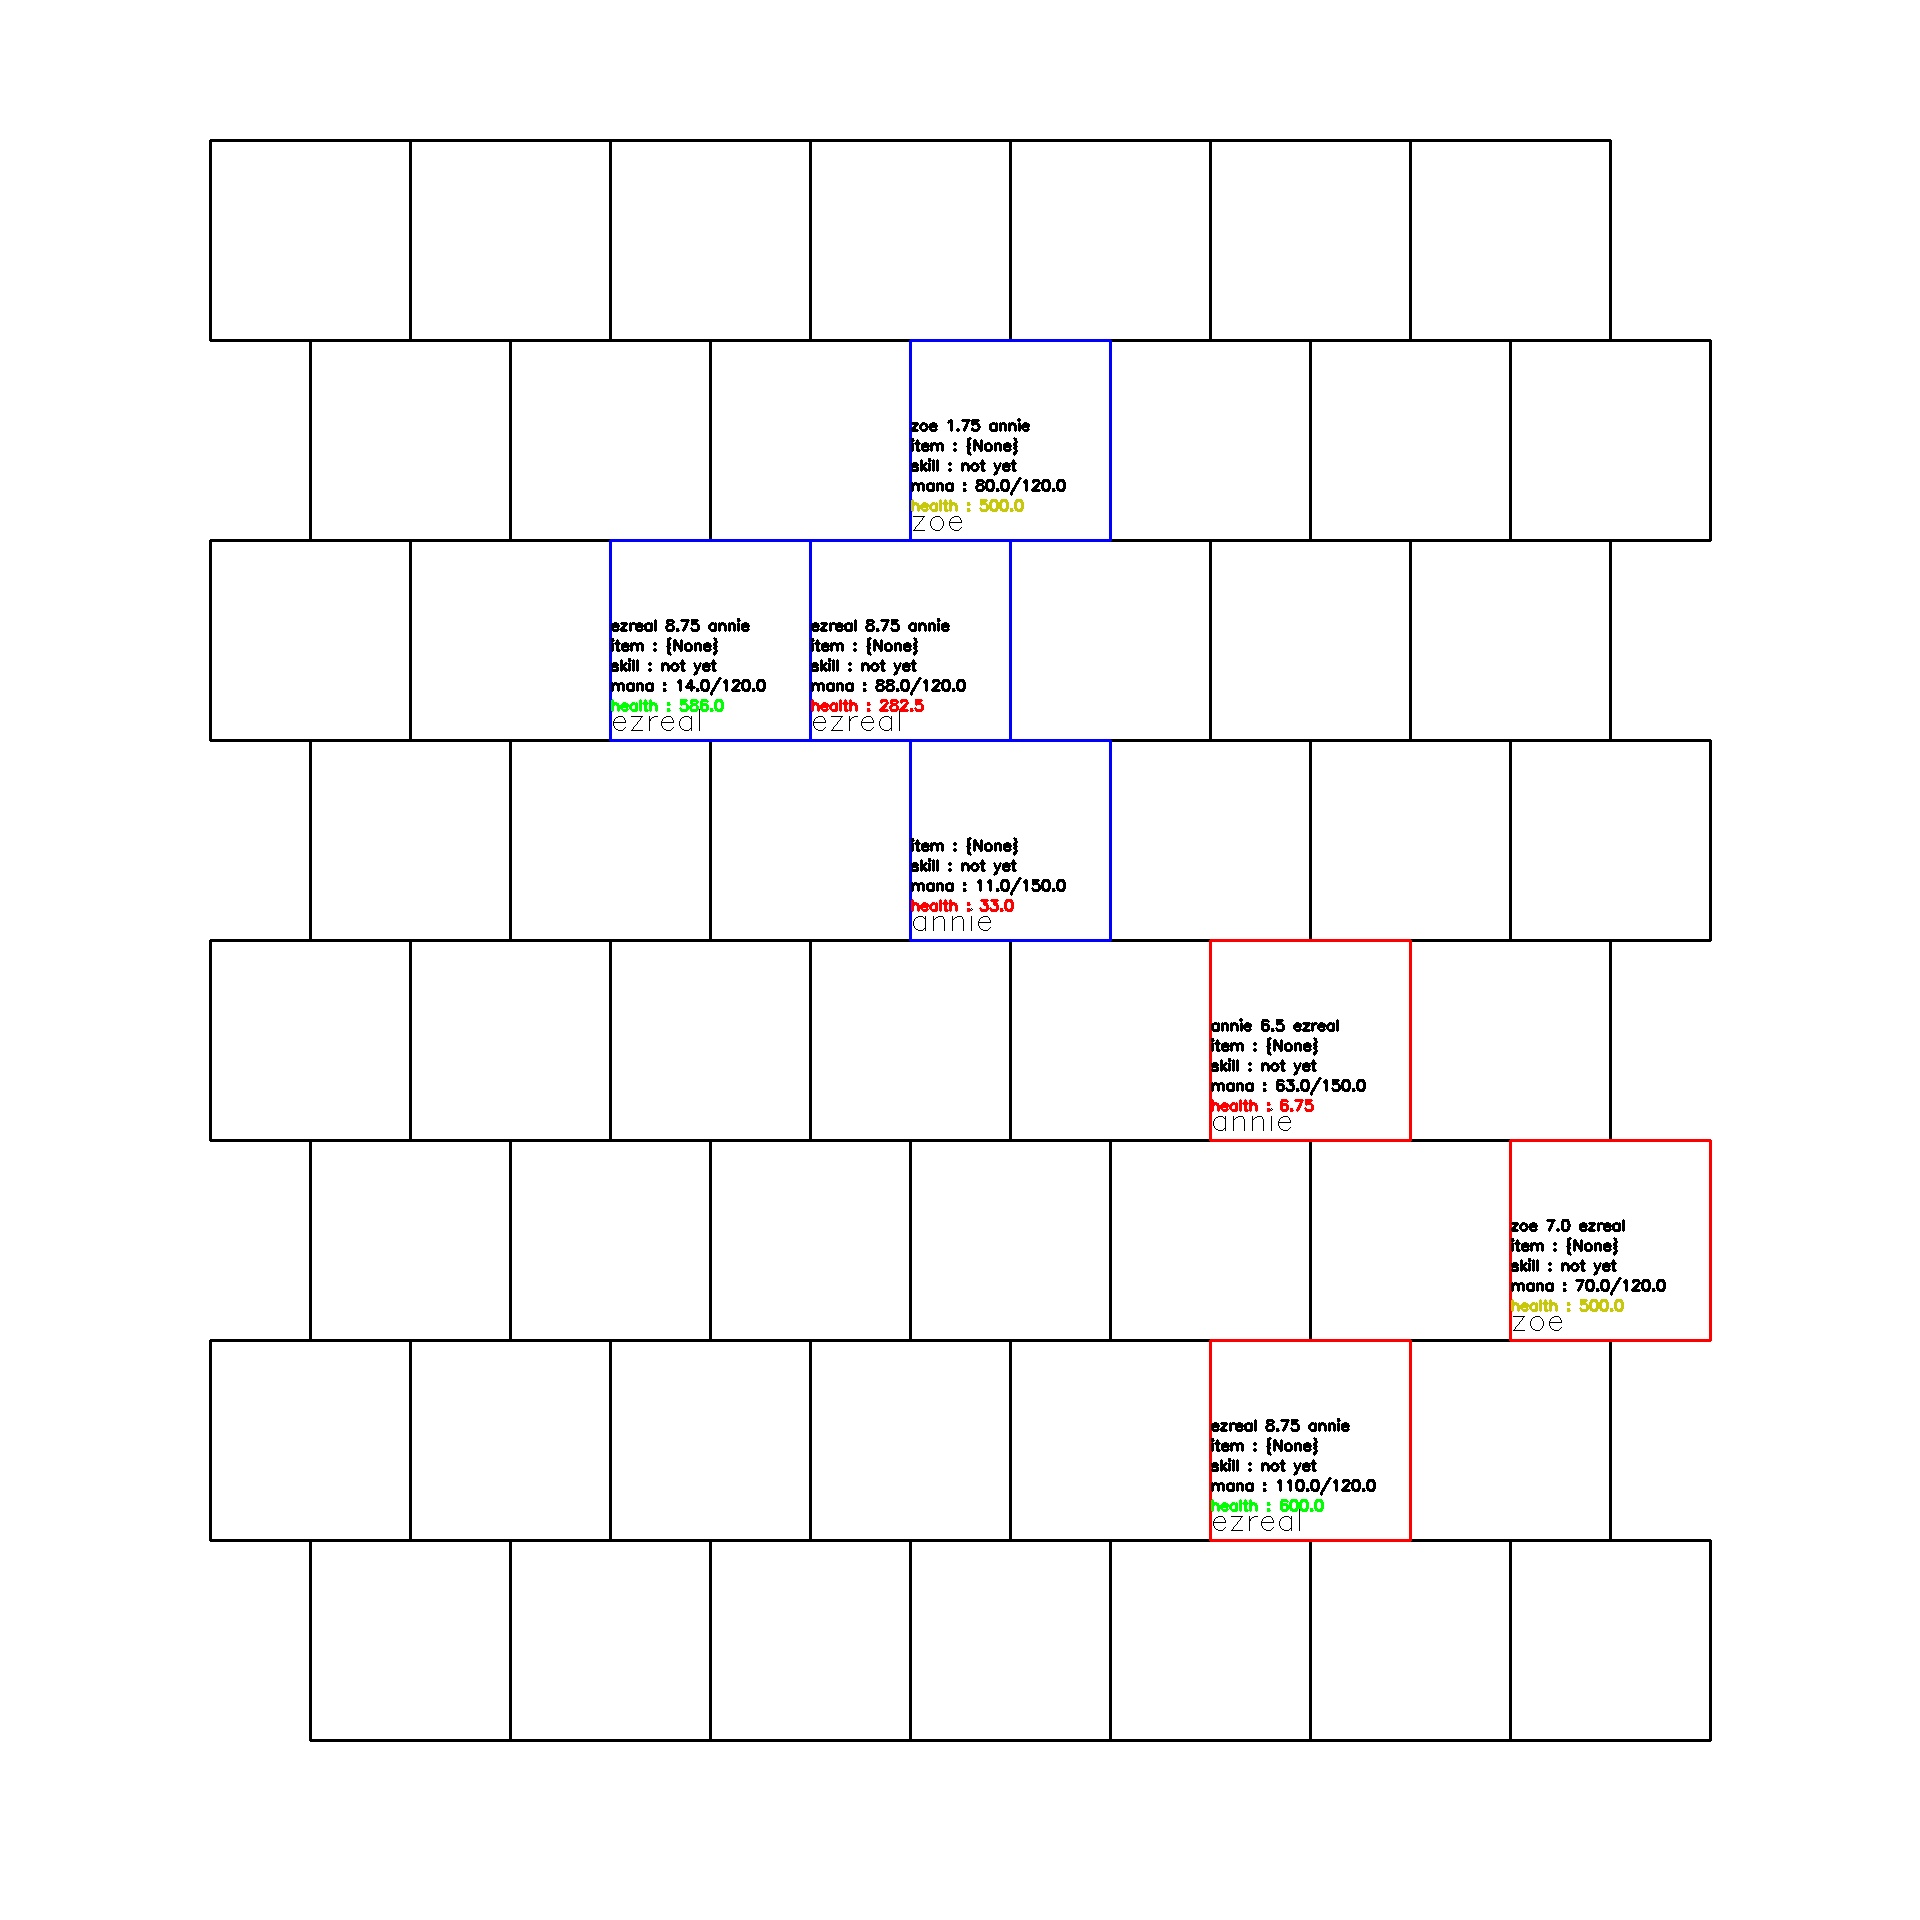 zoe 1.75 annie
item : {None}
skill : not yet
mana : 80.0/120.0
health : 500.0
zoe
ezreal 8.75 annie
item : {None}
skill : not yet
mana : 14.0/120.0
health : 586.0
ezreal
ezreal 8.75 annie
item : {None}
skill : not yet
mana : 88.0/120.0
health : 282.5
ezreal
item : {None}
skill : not yet
mana : 11.0/150.0
health : 33.0
annie
annie 6.5 ezreal
item : {None}
skill : not yet
mana : 63.0/150.0
health : 6.75
annie
zoe 7.0 ezreal
item : {None}
skill : not yet
mana : 70.0/120.0
health : 500.0
zoe
ezreal 8.75 annie
item : {None}
skill : not yet
mana : 110.0/120.0
health : 600.0
ezreal